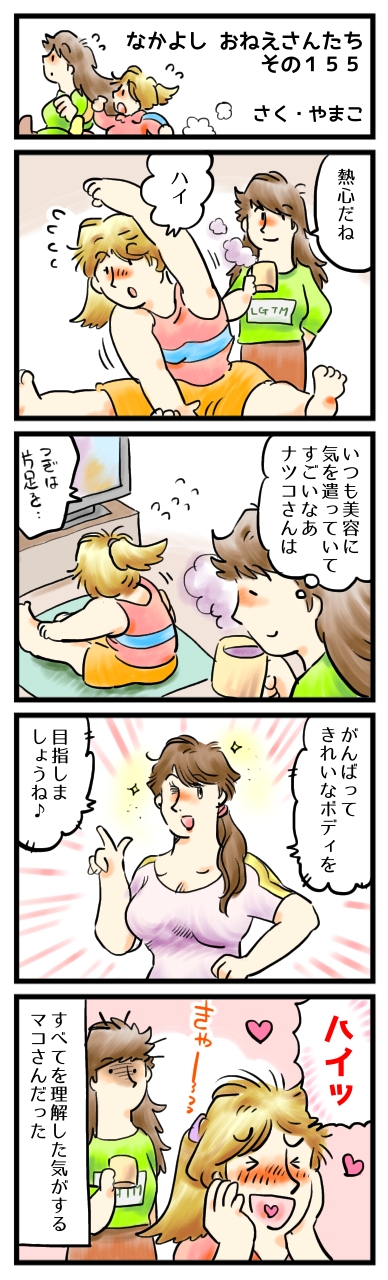 なかよし おねえさんたち
その１５５
さく・やまこ
熱心だね
ハイ
LGTM
いつも美容に
気を遣っていて
すごいなあ
ナツコさんは
つぎは
片足を…
がんばって
きれいなボディを
目指しま
しょうね♪
ハイッ
きゃーーっ
すべてを理解した気がする
マコさんだった